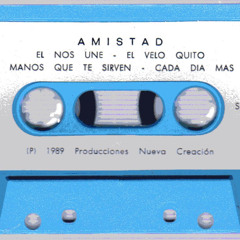 AMISTAD
EL NOS UNE - EL VELO QUITO
MANOS QUE TE SIRVEN - CADA DIA MAS
S
(P) 1989 Producciones Nueva Creación